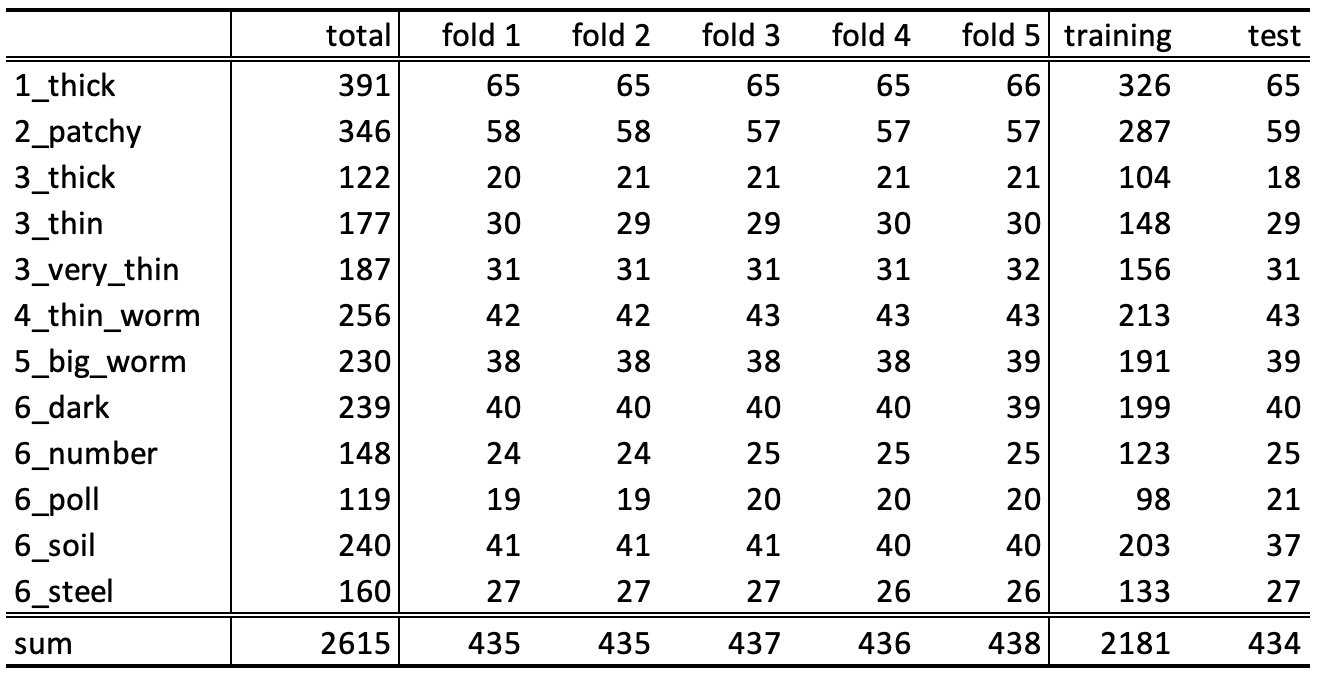 total fold 1 fold 2 fold 3 fold 4 fold 5 training test
1_thick 391 65 65 65 65 66 326 65
2_patchy 346 58 58 57 57 57 287 59
3_thick 122 20 21 21 21 21 104 18
3_thin 177 30 29 29 30 30 148 29
3_very_thin 187 31 31 31 31 32 156 31
4_thin_worm 256 42 42 43 43 43 213 43
5_big_worm 230 38 38 38 38 39 191 39
6_dark 239 40 40 40 40 39 199 40
6_number 148 24 24 25 25 25 123 25
6_poll 119 19 19 20 20 20 98 21
6_soil 240 41 41 41 40 40 203 37
6_steel 160 27 27 27 26 26 133 27
sum 2615 435 435 437 436 438 2181 434